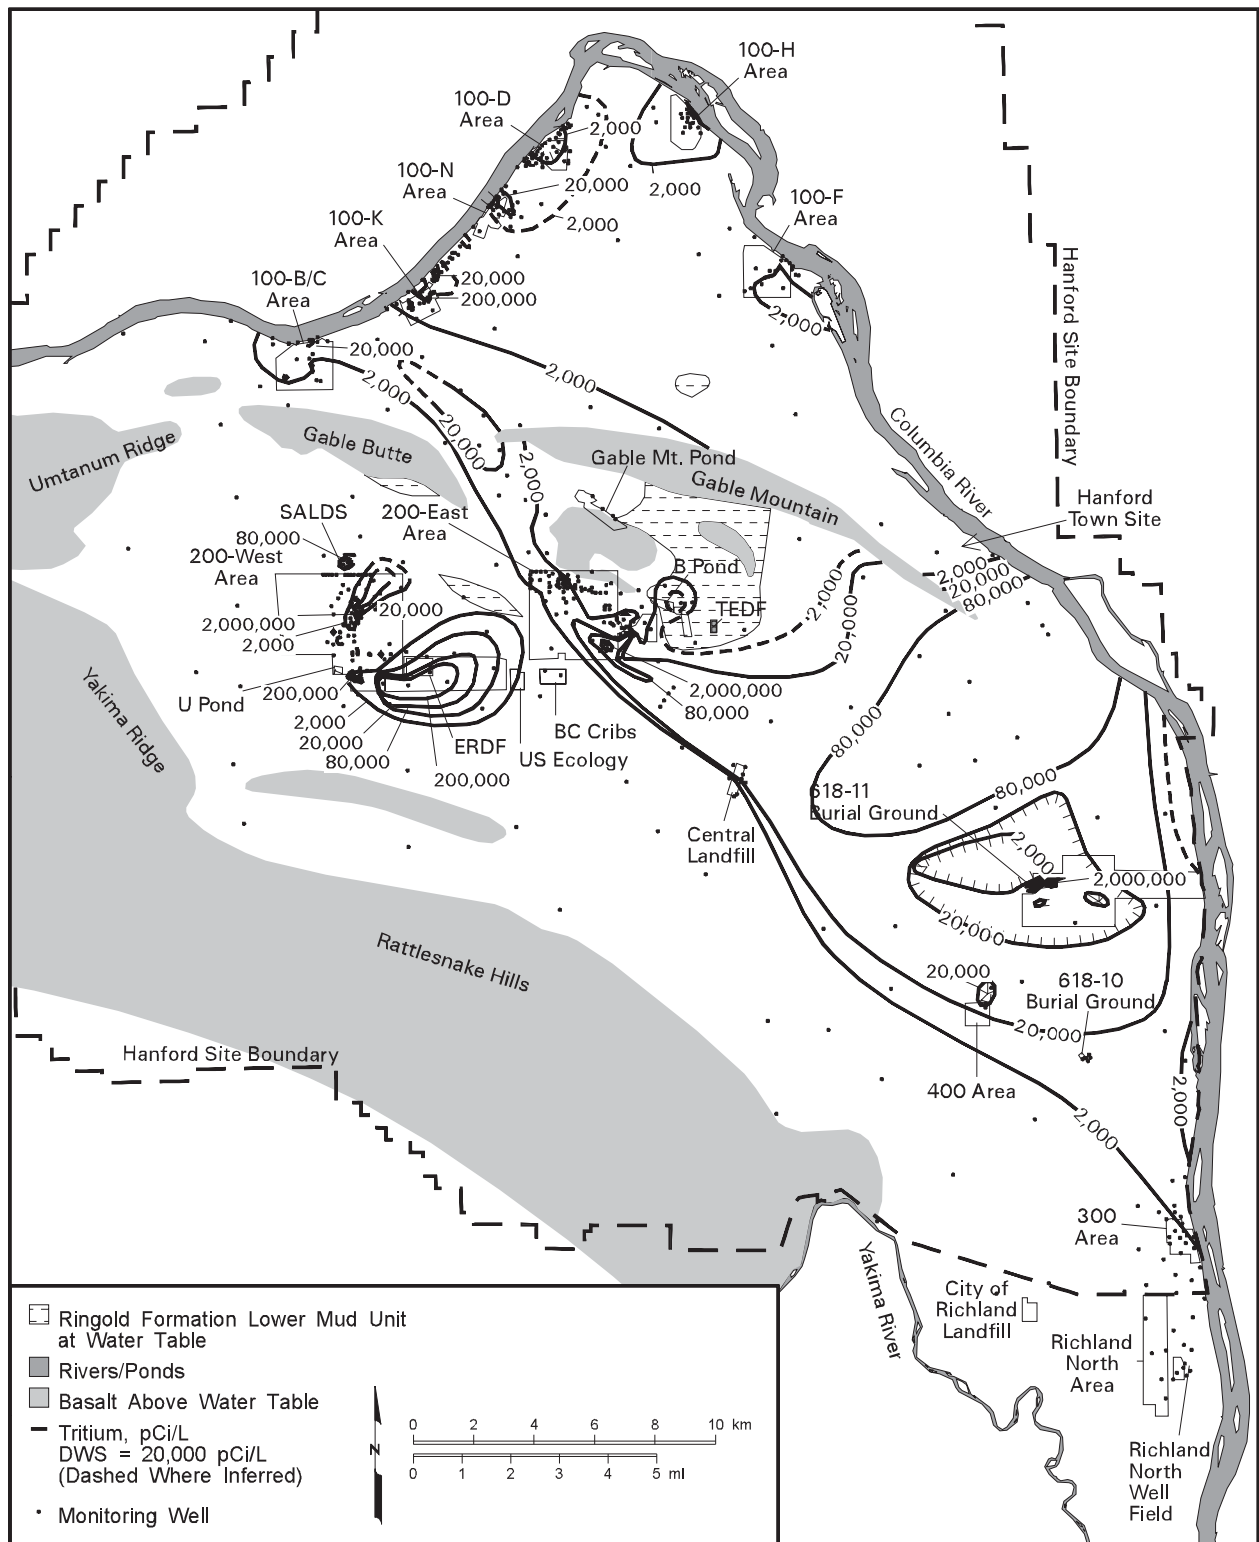 100-H
Area
100-D
Area
2,000
100-N
Area
20,000
2,000
2,000
100-F
Area
100-K
Area
20,000
200,000
100-B/C
Area
2,000
20,000
2,000
2,000
Hanford Site Boundary
Columbia River
20,000
2,000
Umtanum Ridge
Gable Butte
Gable Mt. Pond
Gable Mountain
Hanford
Town Site
SALDS
80,000
200-West
Area
200-East
Area
B Pond
TEDF
2,000
20,000
2,000
20,000
80,000
20,000
2,000,000
2,000
U Pond
200,000
2,000
20,000
80,000
ERDF
200,000
BC Cribs
US Ecology
2,000,000
80,000
80,000
80,000
Yakima Ridge
618-11
Burial Ground
Central
Landfill
2,000
2,000,000
20,000
Rattlesnake Hills
20,000
618-10
Burial Ground
20,000
400 Area
Hanford Site Boundary
2,000
2,000
300
Area
Yakima River
City of
Richland
Landfill
Richland
North
Area
Richland
North
Well
Field
Ringold Formation Lower Mud Unit
at Water Table
Rivers/Ponds
Basalt Above Water Table
Tritium, pCi/L
DWS = 20,000 pCi/L
(Dashed Where Inferred)
Monitoring Well
N
0 2 4 6 8 10 km
0 1 2 3 4 5 mi